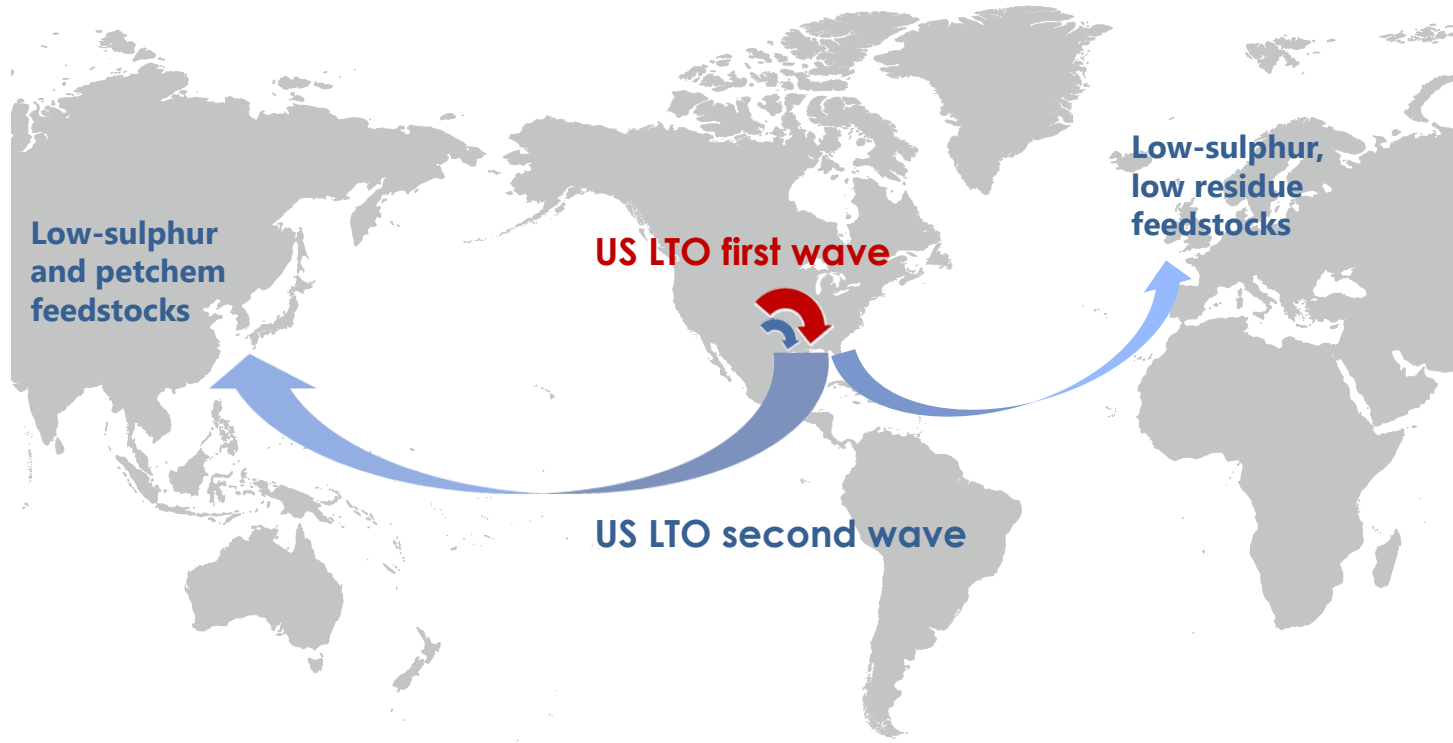 Low-sulphur
and petchem
feedstocks
US LTO first wave
Low-sulphur,
low residue
feedstocks
US LTO second wave